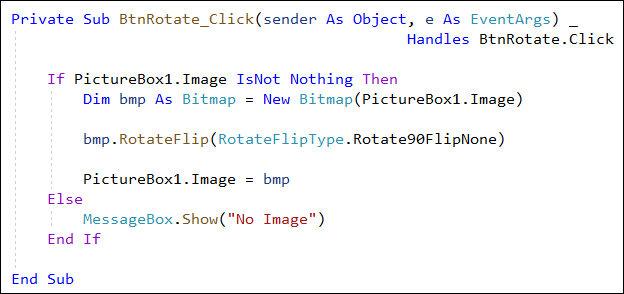 Private Sub BtnRotate_Click(sender As Object, e As EventArgs) _
Handles BtnRotate.Click
If PictureBox1.Image IsNot Nothing Then
Dim bmp As Bitmap = New Bitmap(PictureBox1.Image)
bmp.RotateFlip(RotateFlipType.Rotate90FlipNone)
PictureBox1.Image = bmp
Else
MessageBox.Show("No Image")
End If
End Sub